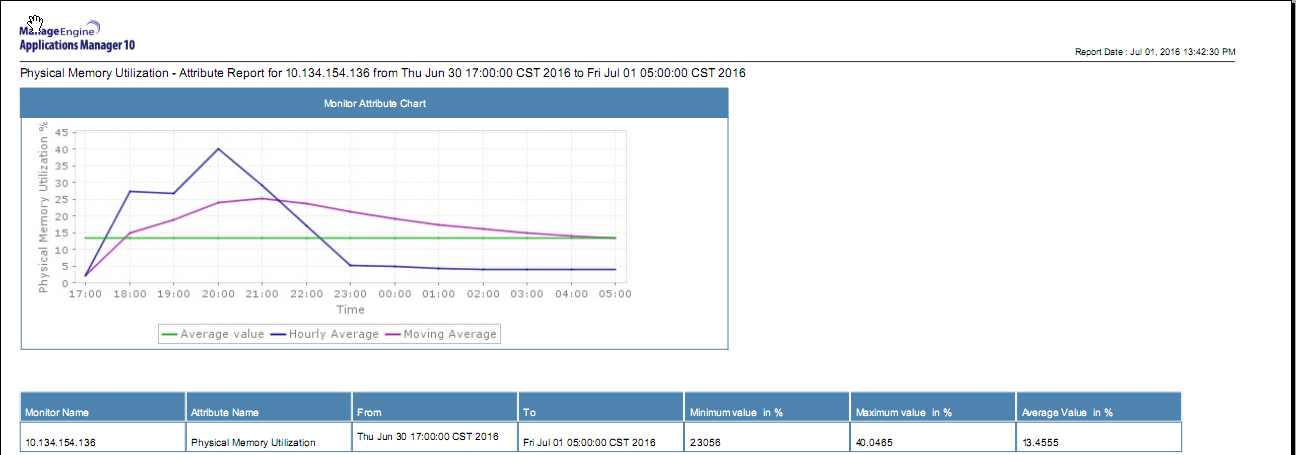 ManageEngine
Applications Manager 10
Report Date : Jul 01, 2016 13:42:30 PM
Physical Memory Utilization - Attribute Report for 10.134.154.136 from Thu Jun 30 17:00:00 CST 2016 to Fri Jul 01 05:00:00 CST 2016
Monitor Attribute Chart
Physical Memory Utilization %
45
40
35
30
25
20
15
10
5
0
17:00 18:00 19:00 20:00 21:00 22:00 23:00 00:00 01:00 02:00 03:00 04:00 05:00
Time
Average value Hourly Average Moving Average
Monitor Name Attribute Name From To Minimum value in % Maximum value in % Average Value in %
10.134.154.136 Physical Memory Utilization Thu Jun 30 17:00:00 CST 2016 Fri Jul 01 05:00:00 CST 2016 23056 40.0465 13.4555